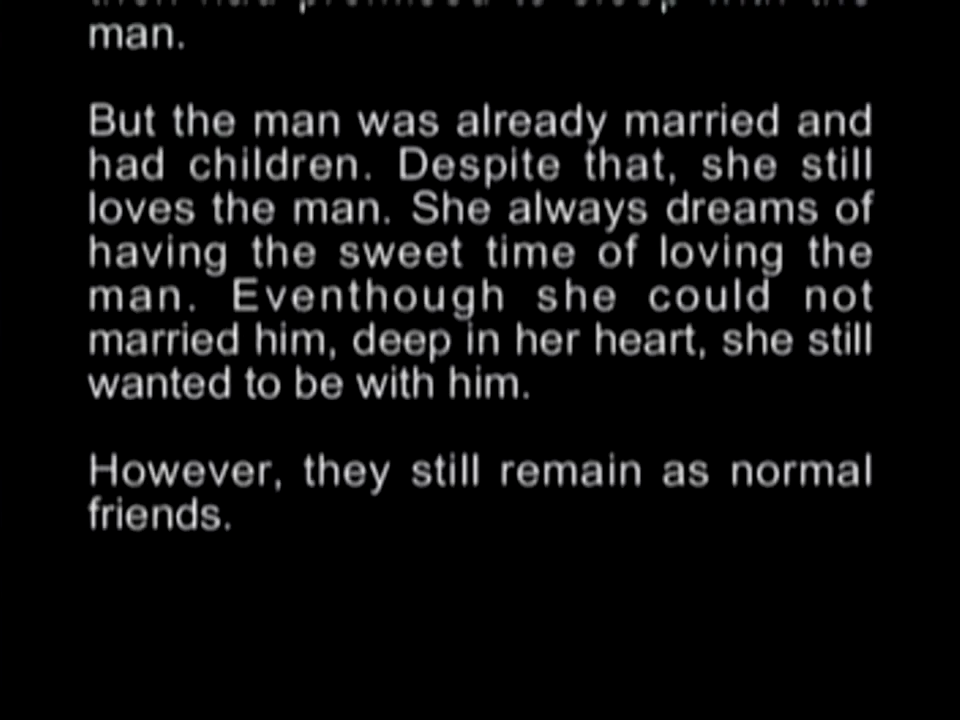 man.
But the man was already married and
had children. Despite that, she still
loves the man. She always dreams of
having the sweet time of loving the
man. Eventhough she could not
married him, deep in her heart, she still
wanted to be with him.
However, they still remain as normal
friends.